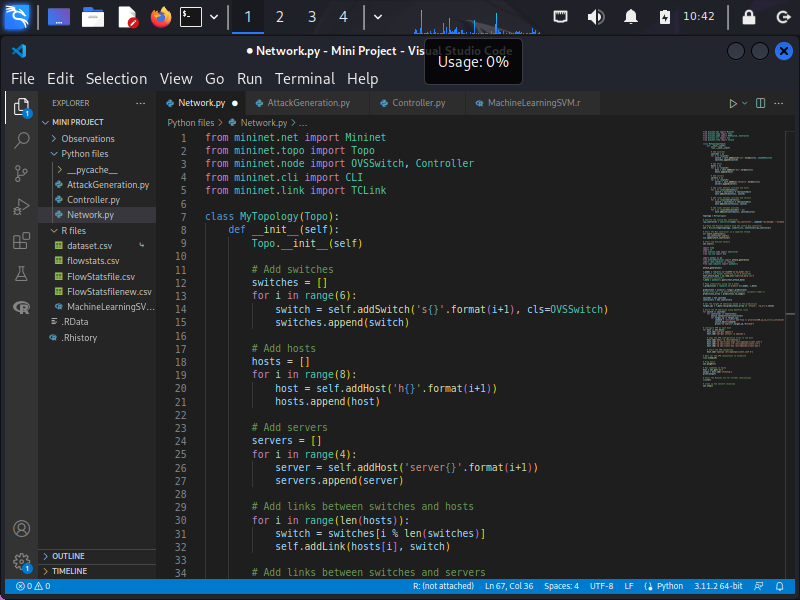 1
2
3
4
10:42
● Network.py - Mini Project - Visual Studio Code
Usage: 0%
File Edit Selection View Go Run Terminal Help
EXPLORER
MINI PROJECT
Observations
Python files
__pycache__
AttackGeneration.py
Controller.py
Network.py
R files
dataset.csv
flowstats.csv
FlowStatsfile.csv
FlowStatsfilenew.csv
MachineLearningSV...
.RData
.Rhistory
OUTLINE
TIMELINE
1
1
Network.py ●
AttackGeneration.py
Controller.py
MachineLearningSVM.r
Python files > Network.py > ...
1 from mininet.net import Mininet
2 from mininet.topo import Topo
3 from mininet.node import OVSSwitch, Controller
4 from mininet.cli import CLI
5 from mininet.link import TCLink
6
7 class MyTopology(Topo):
8 def __init__(self):
9 Topo.__init__(self)
10
11 # Add switches
12 switches = []
13 for i in range(6):
14 switch = self.addSwitch('s{}'.format(i+1), cls=OVSSwitch)
15 switches.append(switch)
16
17 # Add hosts
18 hosts = []
19 for i in range(8):
20 host = self.addHost('h{}'.format(i+1))
21 hosts.append(host)
22
23 # Add servers
24 servers = []
25 for i in range(4):
26 server = self.addHost('server{}'.format(i+1))
27 servers.append(server)
28
29 # Add links between switches and hosts
30 for i in range(len(hosts)):
31 switch = switches[i % len(switches)]
32 self.addLink(hosts[i], switch)
33
34 # Add links between switches and servers
0 0
R: (not attached)
Ln 67, Col 36
Spaces: 4
UTF-8
LF
Python
3.11.2 64-bit